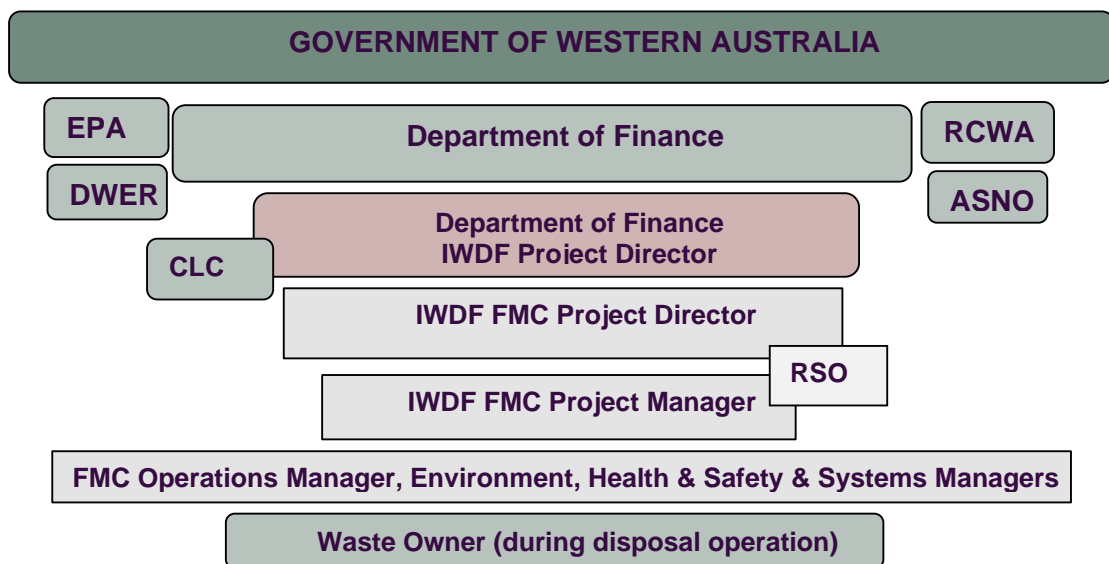 GOVERNMENT OF WESTERN AUSTRALIA
EPA
Department of Finance
RCWA
DWER
ASNO
Department of Finance
IWDF Project Director
CLC
IWDF FMC Project Director
RSO
IWDF FMC Project Manager
FMC Operations Manager, Environment, Health & Safety & Systems Managers
Waste Owner (during disposal operation)